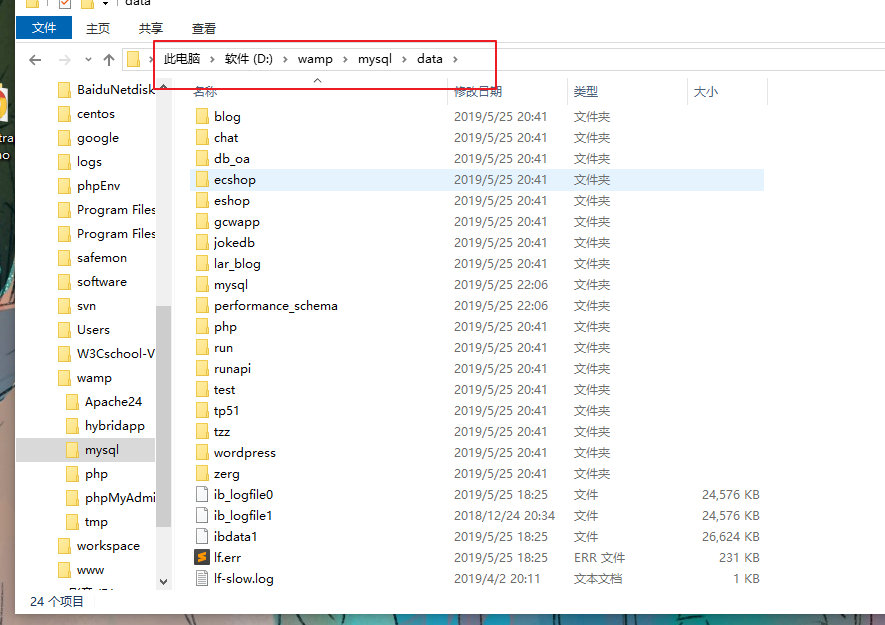 data
文件 主页 共享 查看
此电脑 > 软件 (D:) > wamp > mysql > data >
名称 修改日期 类型 大小
BaiduNetdisk
centos
google
logs
phpEnv
Program Files
Program Files
safemon
software
svn
Users
W3Cschool-V
wamp
Apache24
hybridapp
mysql
php
phpMyAdmi
tmp
workspace
www
blog 2019/5/25 20:41 文件夹
chat 2019/5/25 20:41 文件夹
db_oa 2019/5/25 20:41 文件夹
ecshop 2019/5/25 20:41 文件夹
eshop 2019/5/25 20:41 文件夹
gcwapp 2019/5/25 20:41 文件夹
jokedb 2019/5/25 20:41 文件夹
lar_blog 2019/5/25 20:41 文件夹
mysql 2019/5/25 22:06 文件夹
performance_schema 2019/5/25 22:06 文件夹
php 2019/5/25 20:41 文件夹
run 2019/5/25 20:41 文件夹
runapi 2019/5/25 20:41 文件夹
test 2019/5/25 20:41 文件夹
tp51 2019/5/25 20:41 文件夹
tzz 2019/5/25 20:41 文件夹
wordpress 2019/5/25 20:41 文件夹
zerg 2019/5/25 20:41 文件夹
ib_logfile0 2019/5/25 18:25 文件 24,576 KB
ib_logfile1 2018/12/24 20:34 文件 24,576 KB
ibdata1 2019/5/25 18:25 文件 26,624 KB
lf.err 2019/5/25 18:25 ERR 文件 231 KB
lf-slow.log 2019/4/2 20:11 文本文档 1 KB
24 个项目